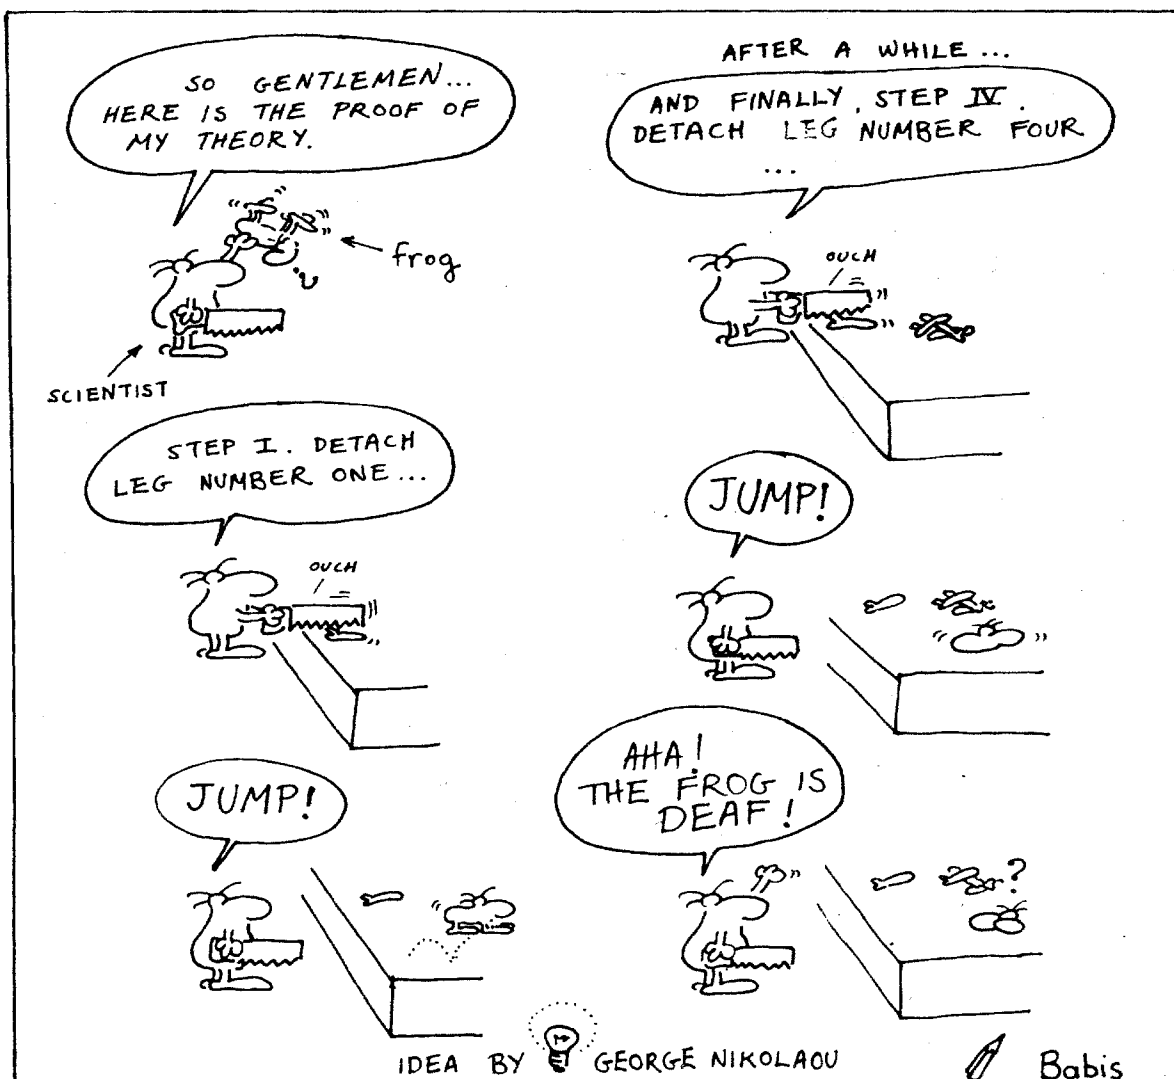 SO GENTLEMEN...
HERE IS THE PROOF OF
MY THEORY.
frog
SCIENTIST
STEP I. DETACH
LEG NUMBER ONE...
OUCH
JUMP!
AFTER A WHILE...
AND FINALLY, STEP IV.
DETACH LEG NUMBER FOUR
...
OUCH
JUMP!
AHA!
THE FROG IS
DEAF!
?
IDEA BY GEORGE NIKOLAOU
Babis